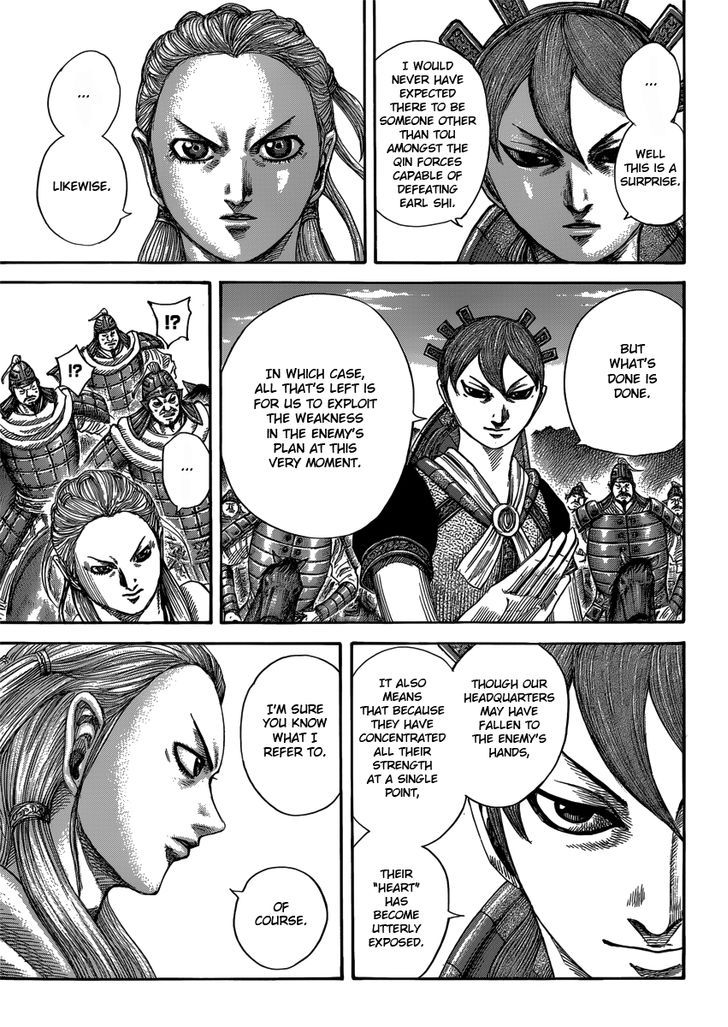 ...
WELL
THIS IS A
SURPRISE.
I WOULD
NEVER HAVE
EXPECTED
THERE TO BE
SOMEONE OTHER
THAN TOU
AMONGST THE
QIN FORCES
CAPABLE OF
DEFEATING
EARL SHI.
...
LIKEWISE.
BUT
WHAT'S
DONE IS
DONE.
IN WHICH CASE,
ALL THAT'S LEFT IS
FOR US TO EXPLOIT
THE WEAKNESS
IN THE ENEMY'S
PLAN AT THIS
VERY MOMENT.
!?
!?
...
THOUGH OUR
HEADQUARTERS
MAY HAVE
FALLEN TO
THE ENEMY'S
HANDS,
IT ALSO
MEANS
THAT BECAUSE
THEY HAVE
CONCENTRATED
ALL THEIR
STRENGTH
AT A SINGLE
POINT,
THEIR
"HEART"
HAS
BECOME
UTTERLY
EXPOSED.
I'M SURE
YOU KNOW
WHAT I
REFER TO.
OF
COURSE.